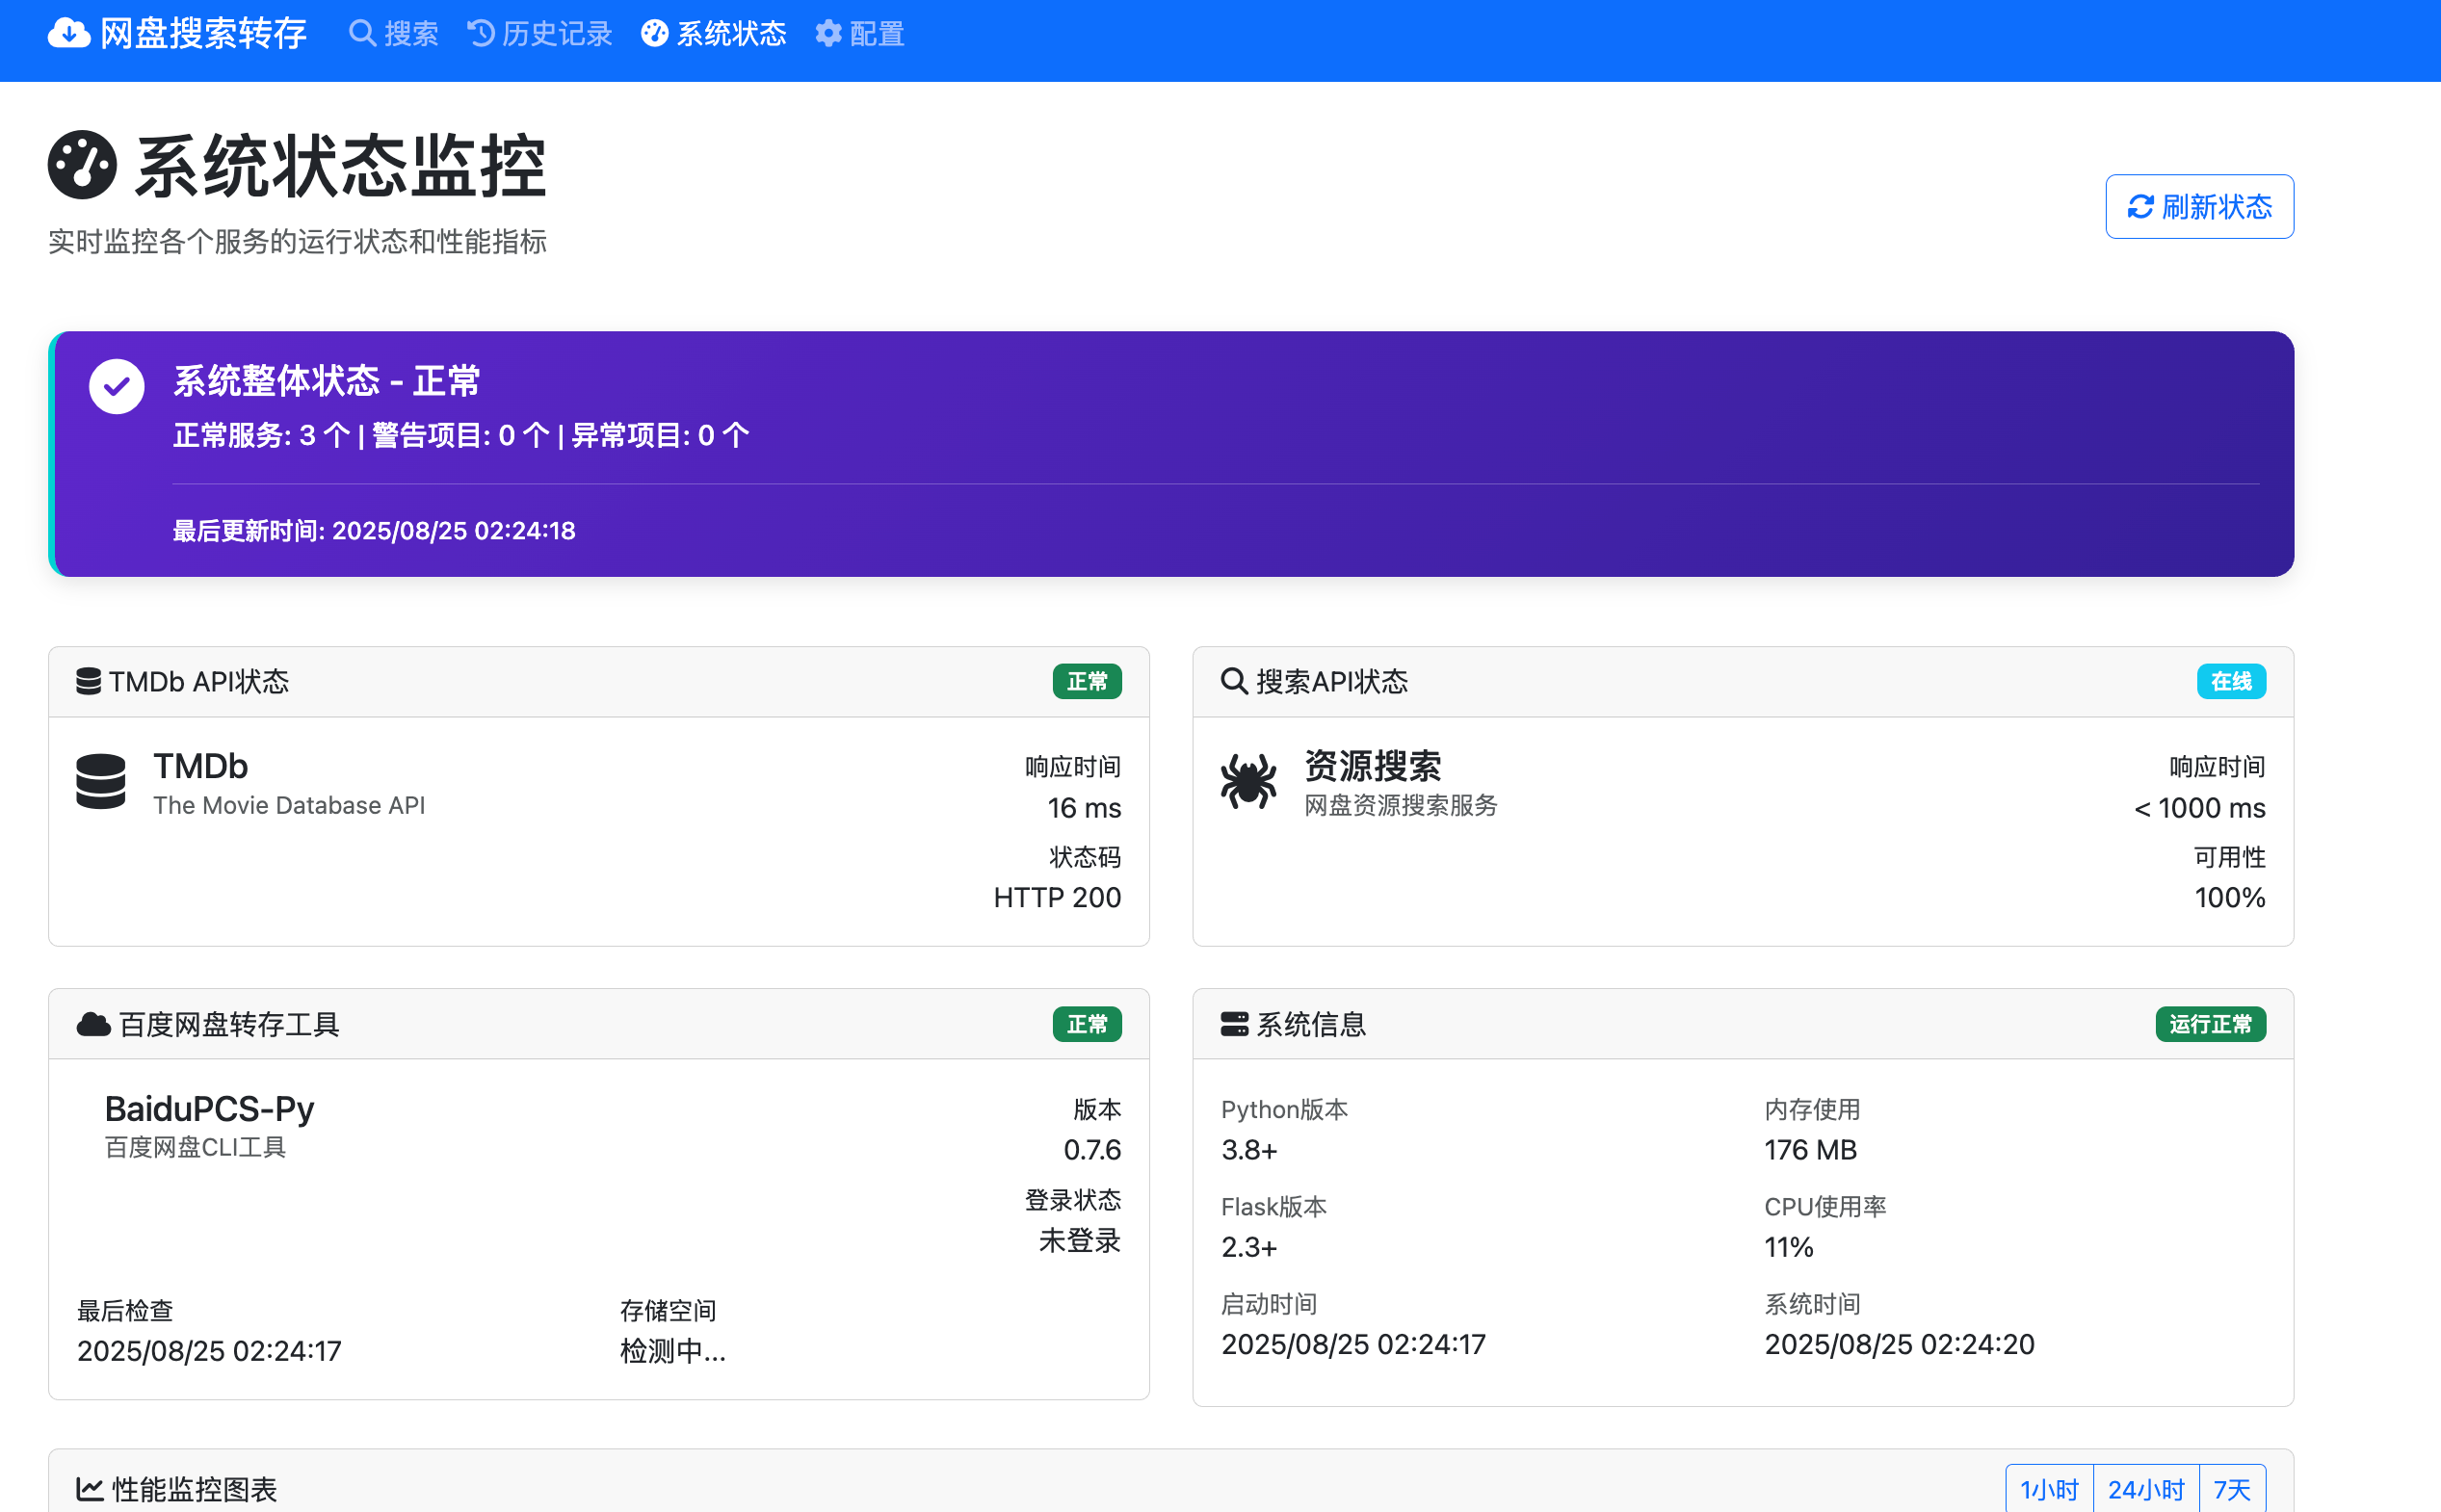 网盘搜索转存 搜索 历史记录 系统状态 配置
系统状态监控
实时监控各个服务的运行状态和性能指标
刷新状态
系统整体状态 - 正常
正常服务: 3 个 | 警告项目: 0 个 | 异常项目: 0 个
最后更新时间: 2025/08/25 02:24:18
TMDb API状态 正常
TMDb
The Movie Database API
响应时间
16 ms
状态码
HTTP 200
搜索API状态 在线
资源搜索
网盘资源搜索服务
响应时间
< 1000 ms
可用性
100%
百度网盘转存工具 正常
BaiduPCS-Py
百度网盘CLI工具
版本
0.7.6
登录状态
未登录
最后检查
2025/08/25 02:24:17
存储空间
检测中...
系统信息 运行正常
Python版本
3.8+
内存使用
176 MB
Flask版本
2.3+
CPU使用率
11%
启动时间
2025/08/25 02:24:17
系统时间
2025/08/25 02:24:20
性能监控图表 1小时 24小时 7天